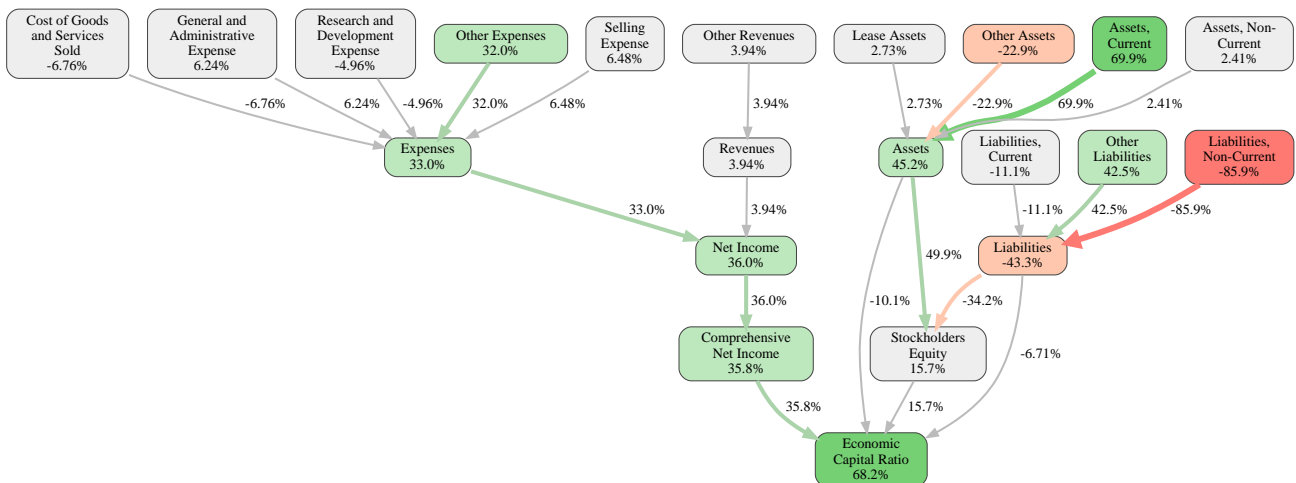 Cost of Goods
and Services
Sold
-6.76%
General and
Administrative
Expense
6.24%
Research and
Development
Expense
-4.96%
Other Expenses
32.0%
Selling
Expense
6.48%
Other Revenues
3.94%
Lease Assets
2.73%
Other Assets
-22.9%
Assets,
Current
69.9%
Assets, Non-
Current
2.41%
-6.76%
6.24%
-4.96%
32.0%
6.48%
3.94%
2.73%
-22.9%
69.9%
2.41%
Expenses
33.0%
Revenues
3.94%
Assets
45.2%
Liabilities,
Current
-11.1%
Other
Liabilities
42.5%
Liabilities,
Non-Current
-85.9%
33.0%
3.94%
-11.1%
42.5%
-85.9%
Net Income
36.0%
49.9%
Liabilities
-43.3%
36.0%
-10.1%
-34.2%
Comprehensive
Net Income
35.8%
Stockholders
Equity
15.7%
-6.71%
35.8%
15.7%
Economic
Capital Ratio
68.2%